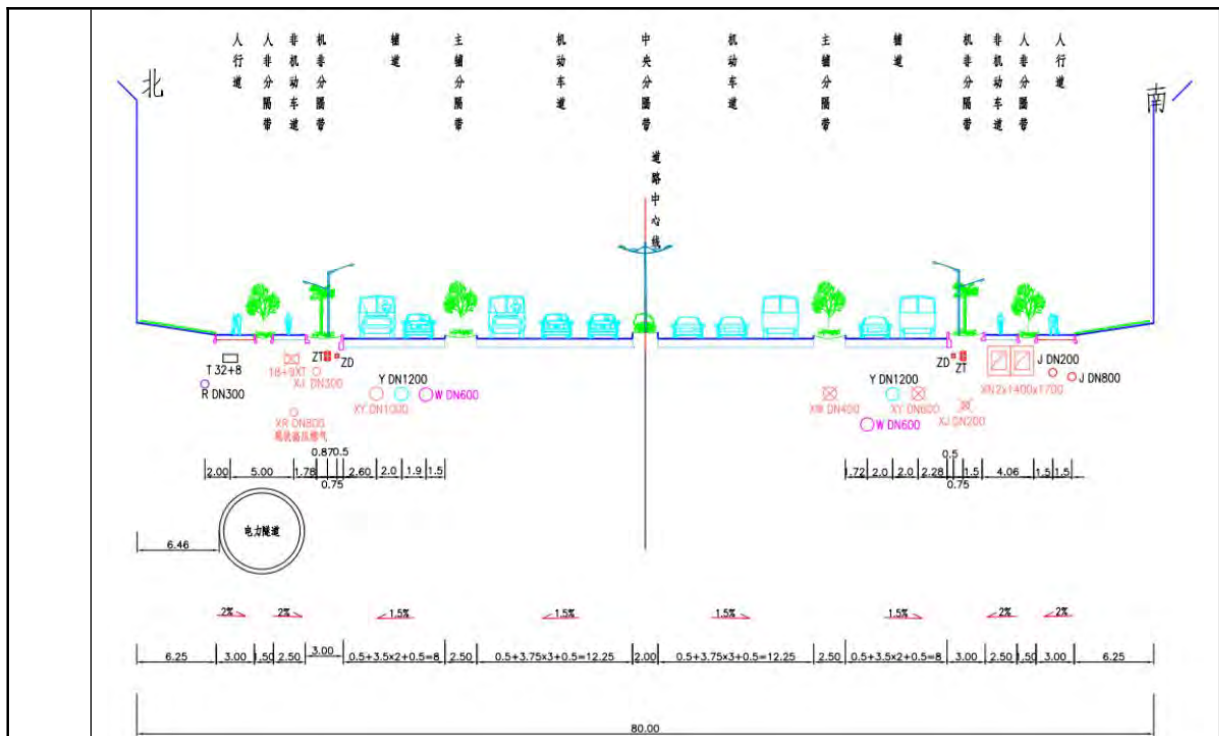 人行道
人非分隔带
非机动车道
机非分隔带
辅道
主辅分隔带
机动车道
中央分隔带
机动车道
主辅分隔带
辅道
机非分隔带
非机动车道
人非分隔带
人行道
北
南
道路中心线
T 32+8
R DN300
18+9XT
ZT
ZD
XJ DN300
XR DN800
XY DN1000
Y DN1200
W DN600
XW DN400
Y DN1200
W DN600
XY DN600
ZD
ZT
XJ DN200
XN2x1400x1700
J DN200
J DN800
2.00
5.00
1.78
0.87
0.5
0.75
2.60
2.0
1.9
1.5
1.72
2.0
2.0
2.28
0.5
0.75
1.5
4.06
1.5
1.5
电力隧道
6.46
2%
2%
1.5%
1.5%
1.5%
1.5%
2%
2%
6.25
3.00
1.50
2.50
3.00
0.5+3.5x2+0.5=8
2.50
0.5+3.75x3+0.5=12.25
2.00
0.5+3.75x3+0.5=12.25
2.50
0.5+3.5x2+0.5=8
3.00
2.50
1.50
3.00
6.25
80.00